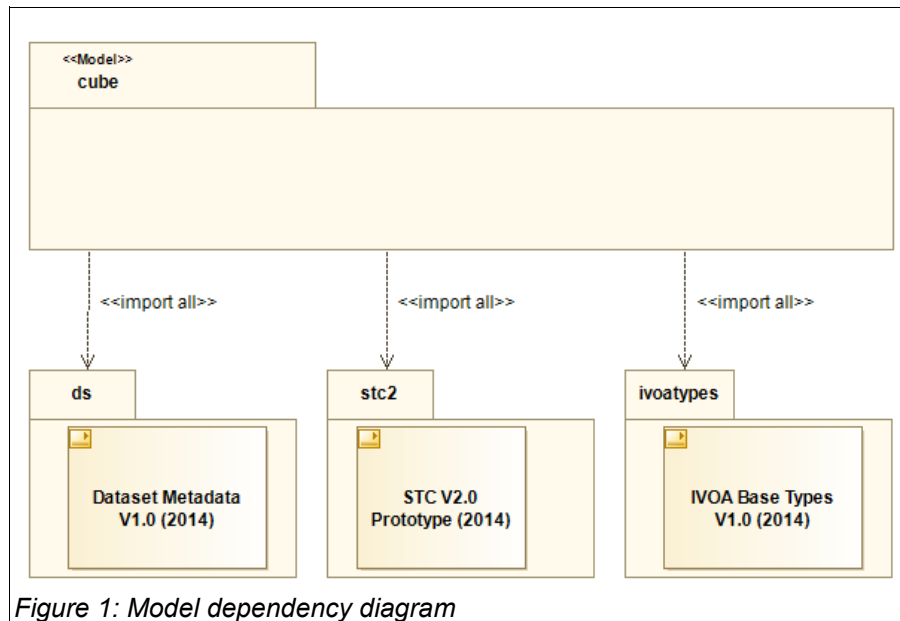 <<Model>>
cube
<<import all>>
<<import all>>
<<import all>>
ds
stc2
ivoatypes
Dataset Metadata
V1.0 (2014)
STC V2.0
Prototype (2014)
IVOA Base Types
V1.0 (2014)
Figure 1: Model dependency diagram